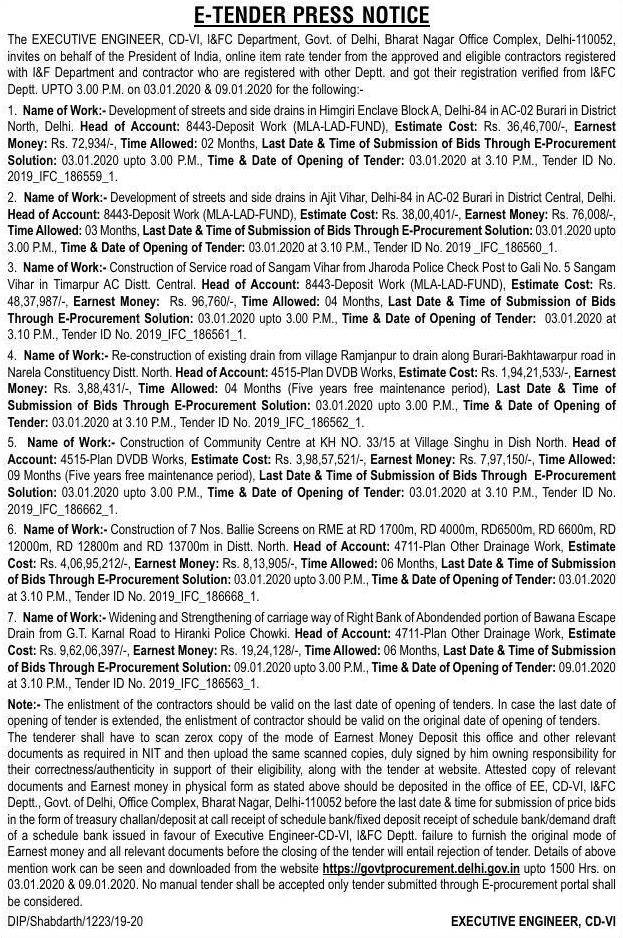 E-TENDER PRESS NOTICE
The EXECUTIVE ENGINEER, CD-VI, I&FC Department, Govt. of Delhi, Bharat Nagar Office Complex, Delhi-110052,
invites on behalf of the President of India, online item rate tender from the approved and eligible contractors registered
with I&F Department and contractor who are registered with other Deptt. and got their registration verified from I&FC
Deptt. UPTO 3.00 P.M. on 03.01.2020 & 09.01.2020 for the following:-
1. Name of Work:- Development of streets and side drains in Himgiri Enclave Block A, Delhi-84 in AC-02 Burari in District
North, Delhi. Head of Account: 8443-Deposit Work (MLA-LAD-FUND), Estimate Cost: Rs. 36,46,700/-, Earnest
Money: Rs. 72,934/-, Time Allowed: 02 Months, Last Date & Time of Submission of Bids Through E-Procurement
Solution: 03.01.2020 upto 3.00 P.M., Time & Date of Opening of Tender: 03.01.2020 at 3.10 P.M., Tender ID No.
2019_IFC_186559_1.
2. Name of Work:- Development of streets and side drains in Ajit Vihar, Delhi-84 in AC-02 Burari in District Central, Delhi.
Head of Account: 8443-Deposit Work (MLA-LAD-FUND), Estimate Cost: Rs. 38,00,401/-, Earnest Money: Rs. 76,008/-,
Time Allowed: 03 Months, Last Date & Time of Submission of Bids Through E-Procurement Solution: 03.01.2020 upto
3.00 P.M., Time & Date of Opening of Tender: 03.01.2020 at 3.10 P.M., Tender ID No. 2019 _IFC_186560_1.
3. Name of Work:- Construction of Service road of Sangam Vihar from Jharoda Police Check Post to Gali No. 5 Sangam
Vihar in Timarpur AC Distt. Central. Head of Account: 8443-Deposit Work (MLA-LAD-FUND), Estimate Cost: Rs.
48,37,987/-, Earnest Money: Rs. 96,760/-, Time Allowed: 04 Months, Last Date & Time of Submission of Bids
Through E-Procurement Solution: 03.01.2020 upto 3.00 P.M., Time & Date of Opening of Tender: 03.01.2020 at
3.10 P.M., Tender ID No. 2019_IFC_186561_1.
4. Name of Work:- Re-construction of existing drain from village Ramjanpur to drain along Burari-Bakhtawarpur road in
Narela Constituency Distt. North. Head of Account: 4515-Plan DVDB Works, Estimate Cost: Rs. 1,94,21,533/-, Earnest
Money: Rs. 3,88,431/-, Time Allowed: 04 Months (Five years free maintenance period), Last Date & Time of
Submission of Bids Through E-Procurement Solution: 03.01.2020 upto 3.00 P.M., Time & Date of Opening of
Tender: 03.01.2020 at 3.10 P.M., Tender ID No. 2019_IFC_186562_1.
5. Name of Work:- Construction of Community Centre at KH NO. 33/15 at Village Singhu in Dish North. Head of
Account: 4515-Plan DVDB Works, Estimate Cost: Rs. 3,98,57,521/-, Earnest Money: Rs. 7,97,150/-, Time Allowed:
09 Months (Five years free maintenance period), Last Date & Time of Submission of Bids Through E-Procurement
Solution: 03.01.2020 upto 3.00 P.M., Time & Date of Opening of Tender: 03.01.2020 at 3.10 P.M., Tender ID No.
2019_IFC_186662_1.
6. Name of Work:- Construction of 7 Nos. Ballie Screens on RME at RD 1700m, RD 4000m, RD6500m, RD 6600m, RD
12000m, RD 12800m and RD 13700m in Distt. North. Head of Account: 4711-Plan Other Drainage Work, Estimate
Cost: Rs. 4,06,95,212/-, Earnest Money: Rs. 8,13,905/-, Time Allowed: 06 Months, Last Date & Time of Submission
of Bids Through E-Procurement Solution: 03.01.2020 upto 3.00 P.M., Time & Date of Opening of Tender: 03.01.2020
at 3.10 P.M., Tender ID No. 2019_IFC_186668_1.
7. Name of Work:- Widening and Strengthening of carriage way of Right Bank of Abondended portion of Bawana Escape
Drain from G.T. Karnal Road to Hiranki Police Chowki. Head of Account: 4711-Plan Other Drainage Work, Estimate
Cost: Rs. 9,62,06,397/-, Earnest Money: Rs. 19,24,128/-, Time Allowed: 06 Months, Last Date & Time of Submission
of Bids Through E-Procurement Solution: 09.01.2020 upto 3.00 P.M., Time & Date of Opening of Tender: 09.01.2020
at 3.10 P.M., Tender ID No. 2019_IFC_186563_1.
Note:- The enlistment of the contractors should be valid on the last date of opening of tenders. In case the last date of
opening of tender is extended, the enlistment of contractor should be valid on the original date of opening of tenders.
The tenderer shall have to scan zerox copy of the mode of Earnest Money Deposit this office and other relevant
documents as required in NIT and then upload the same scanned copies, duly signed by him owning responsibility for
their correctness/authenticity in support of their eligibility, along with the tender at website. Attested copy of relevant
documents and Earnest money in physical form as stated above should be deposited in the office of EE, CD-VI, I&FC
Deptt., Govt. of Delhi, Office Complex, Bharat Nagar, Delhi-110052 before the last date & time for submission of price bids
in the form of treasury challan/deposit at call receipt of schedule bank/fixed deposit receipt of schedule bank/demand draft
of a schedule bank issued in favour of Executive Engineer-CD-VI, I&FC Deptt. failure to furnish the original mode of
Earnest money and all relevant documents before the closing of the tender will entail rejection of tender. Details of above
mention work can be seen and downloaded from the website https://govtprocurement.delhi.gov.in upto 1500 Hrs. on
03.01.2020 & 09.01.2020. No manual tender shall be accepted only tender submitted through E-procurement portal shall
be considered.
DIP/Shabdarth/1223/19-20 EXECUTIVE ENGINEER, CD-VI